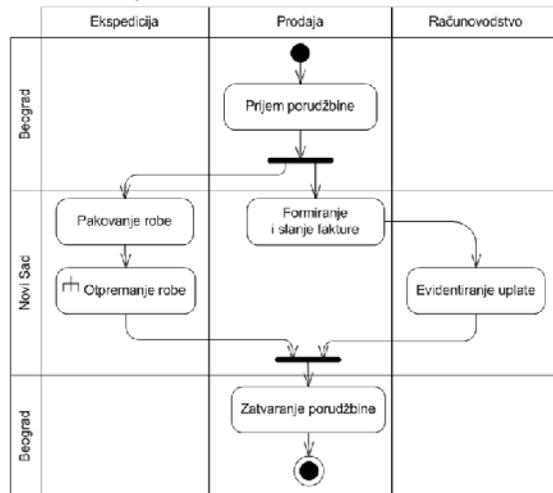 Ekspedicija
Prodaja
Računovodstvo
Beograd
Prijem porudžbine
Novi Sad
Pakovanje robe
Formiranje
i slanje fakture
Otpremanje robe
Evidentiranje uplate
Beograd
Zatvaranje porudžbine